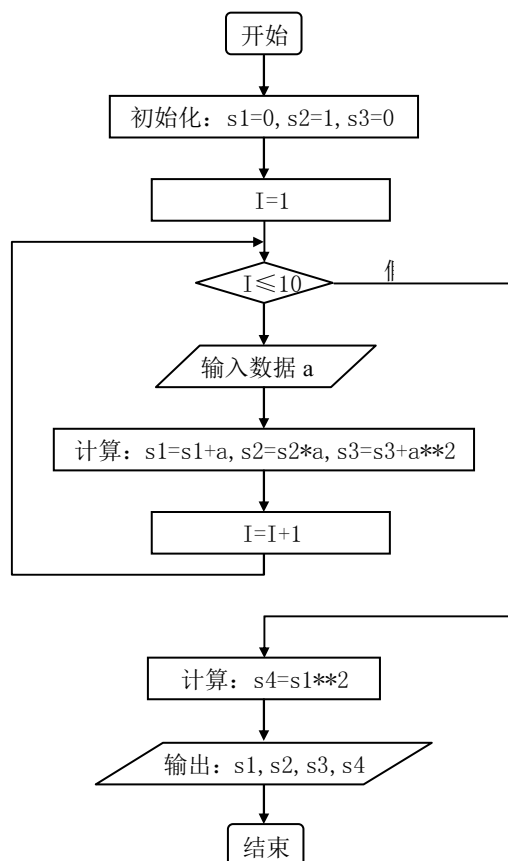 开始
初始化：s1=0,s2=1,s3=0
I=1
I≤10
输入数据 a
计算：s1=s1+a,s2=s2*a,s3=s3+a**2
I=I+1
计算：s4=s1**2
输出：s1,s2,s3,s4
结束